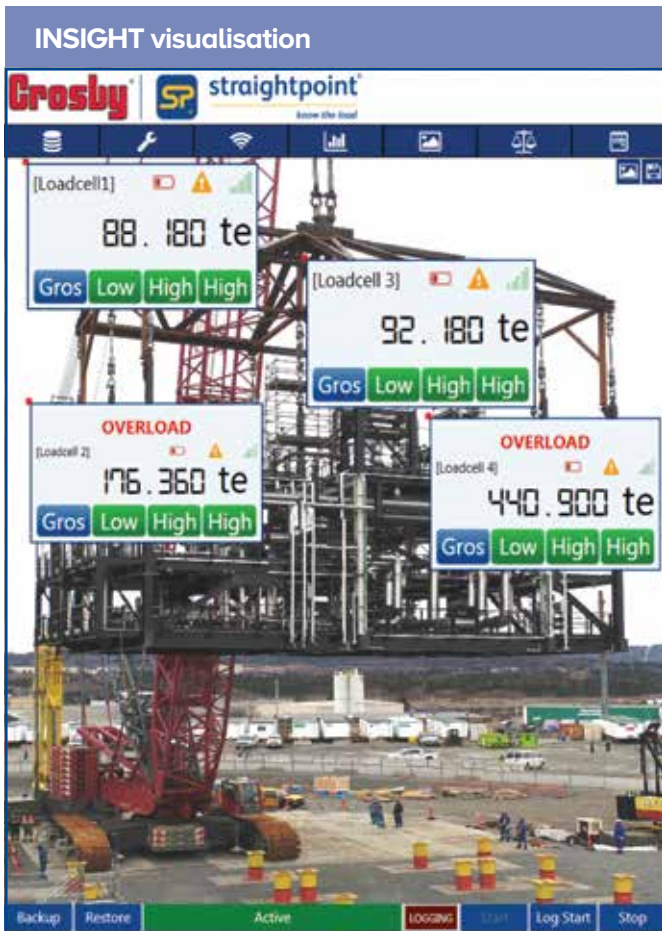 INSIGHT visualisation
Crosby
SP straightpoint
know the load
[Loadcell1]
88.180 te
Gros Low High High
[Loadcell 3]
92.180 te
Gros Low High High
OVERLOAD
[Loadcell 2]
176.360 te
Gros Low High High
OVERLOAD
[Loadcell 4]
440.900 te
Gros Low High High
Backup Restore Active LOGGING Start Log Start Stop